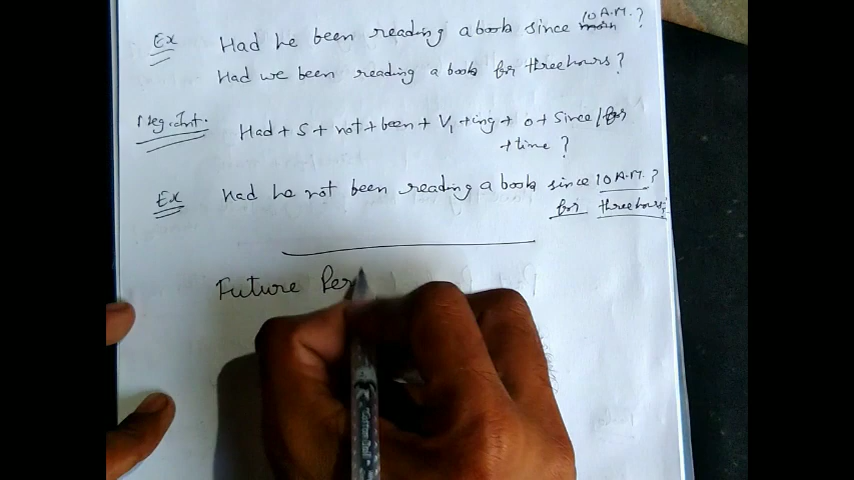 Ex Had he been reading a book since 10 A.M. ?
Had we been reading a book for three hours ?
Neg. Int. Had + S + not + been + V1 + ing + o + Since / for
+ time ?
Ex Had he not been reading a book since 10 A.M. ?
for three hours ?
Future Per